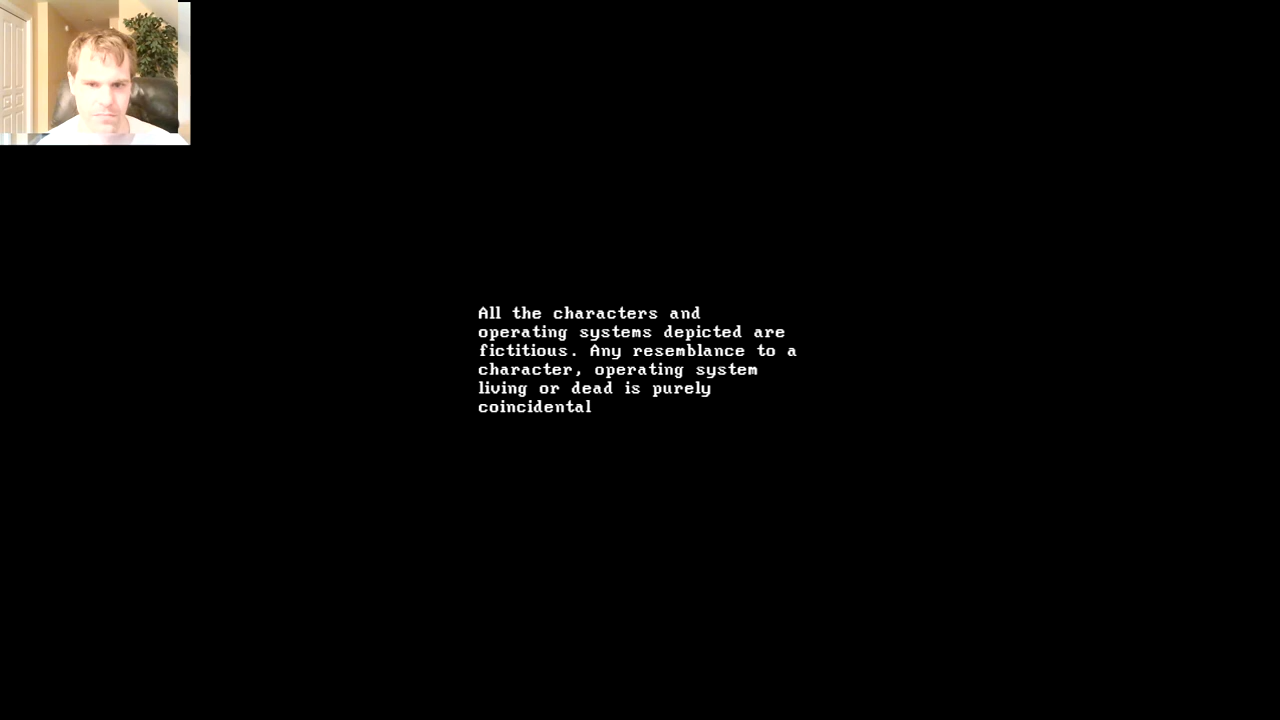 All the characters and
operating systems depicted are
fictitious. Any resemblance to a
character, operating system
living or dead is purely
coincidental